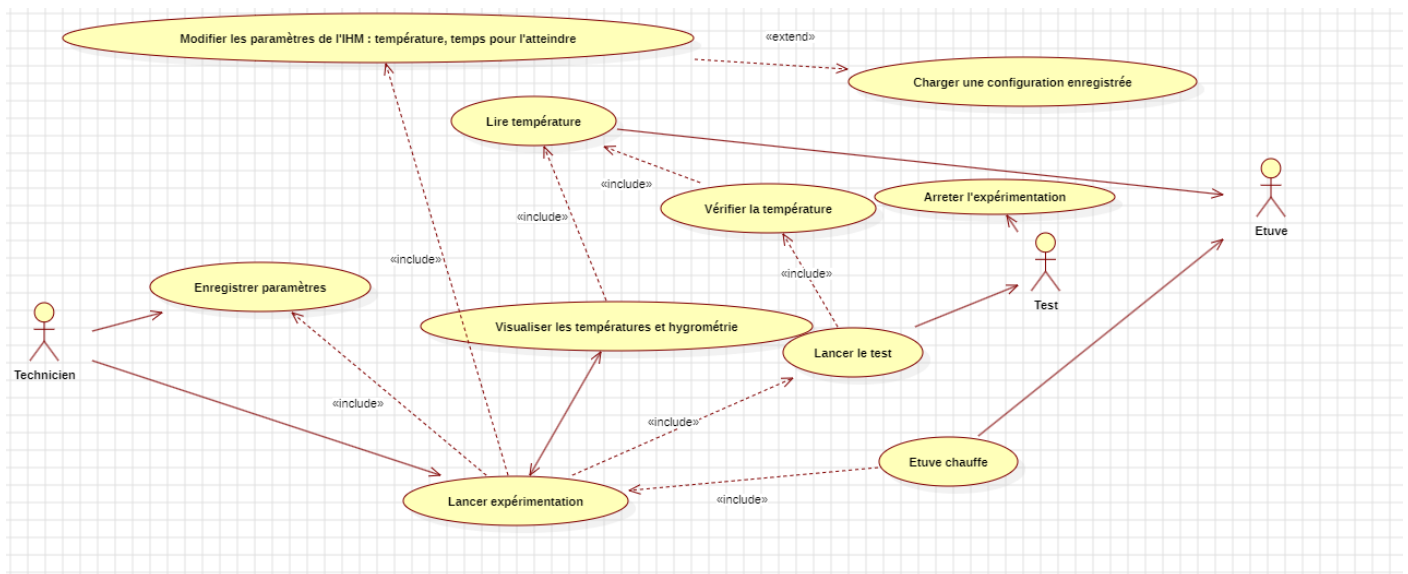 Modifier les paramètres de l'IHM : température, temps pour l'atteindre
«extend»
Charger une configuration enregistrée
Lire température
«include»
Vérifier la température
Arreter l'expérimentation
Etuve
«include»
«include»
«include»
Enregistrer paramètres
Test
Visualiser les températures et hygrométrie
Lancer le test
Technicien
«include»
«include»
Etuve chauffe
«include»
Lancer expérimentation